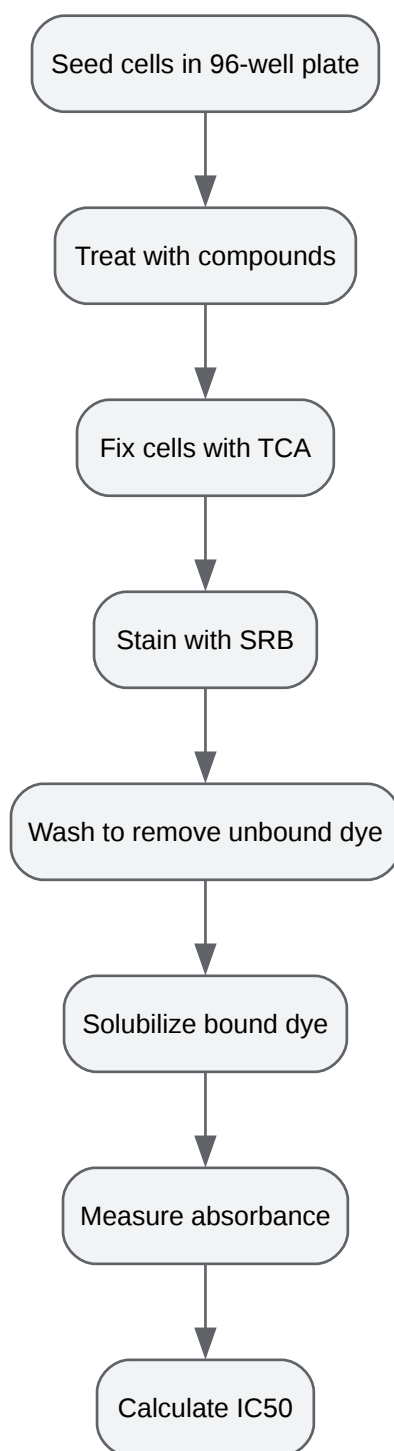 Seed cells in 96-well plate
Treat with compounds
Fix cells with TCA
Stain with SRB
Wash to remove unbound dye
Solubilize bound dye
Measure absorbance
Calculate IC50